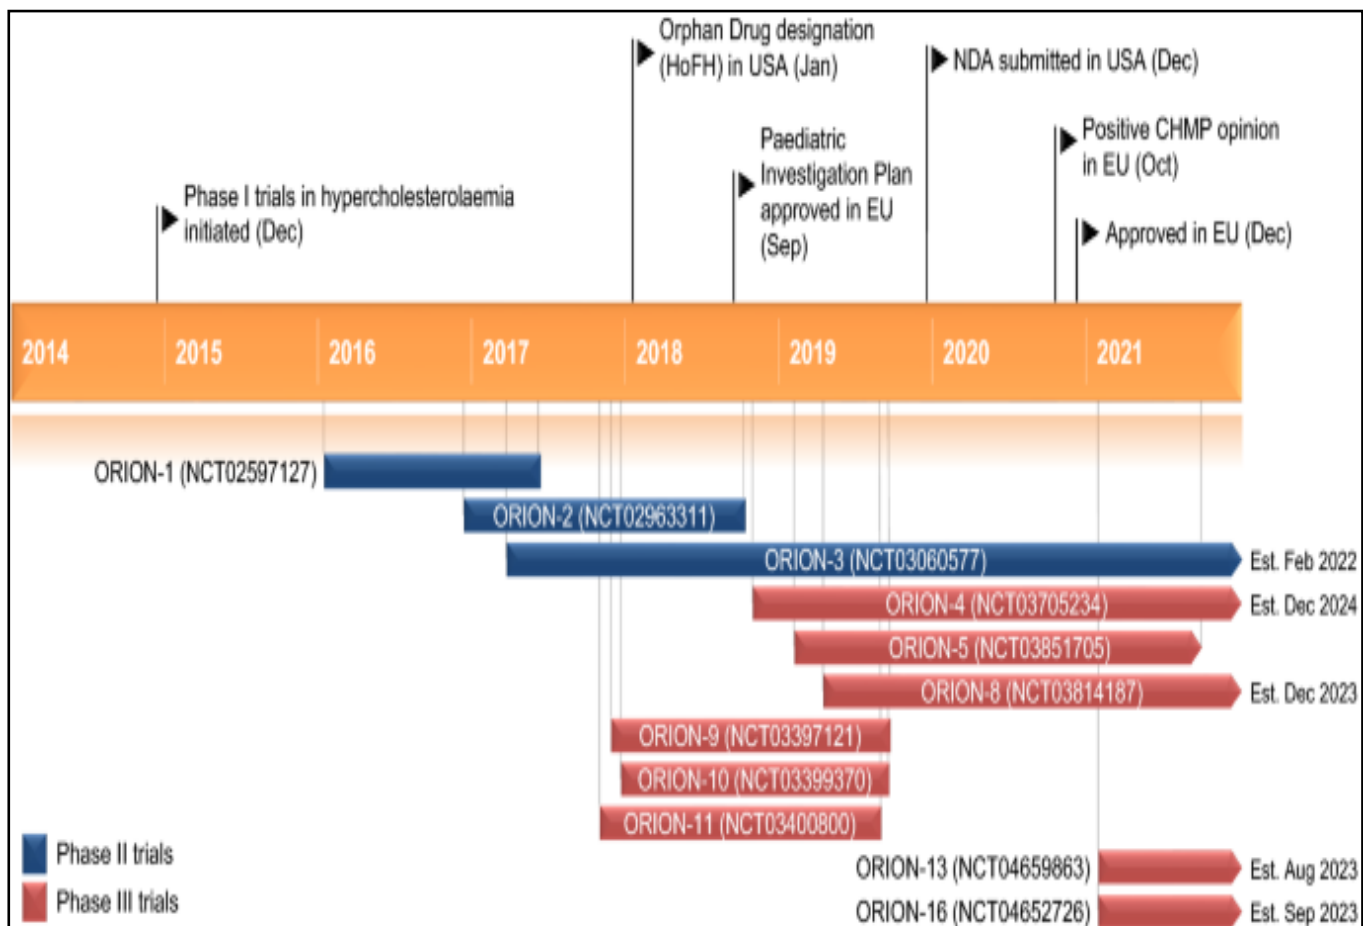 Orphan Drug designation
(HoFH) in USA (Jan)
NDA submitted in USA (Dec)
Positive CHMP opinion
in EU (Oct)
Paediatric
Investigation Plan
approved in EU
(Sep)
Phase I trials in hypercholesterolaemia
initiated (Dec)
Approved in EU (Dec)
2014 2015 2016 2017 2018 2019 2020 2021
ORION-1 (NCT02597127)
ORION-2 (NCT02963311)
ORION-3 (NCT03060577) Est. Feb 2022
ORION-4 (NCT03705234) Est. Dec 2024
ORION-5 (NCT03851705)
ORION-8 (NCT03814187) Est. Dec 2023
ORION-9 (NCT03397121)
ORION-10 (NCT03399370)
ORION-11 (NCT03400800)
Phase II trials
ORION-13 (NCT04659863) Est. Aug 2023
Phase III trials
ORION-16 (NCT04652726) Est. Sep 2023